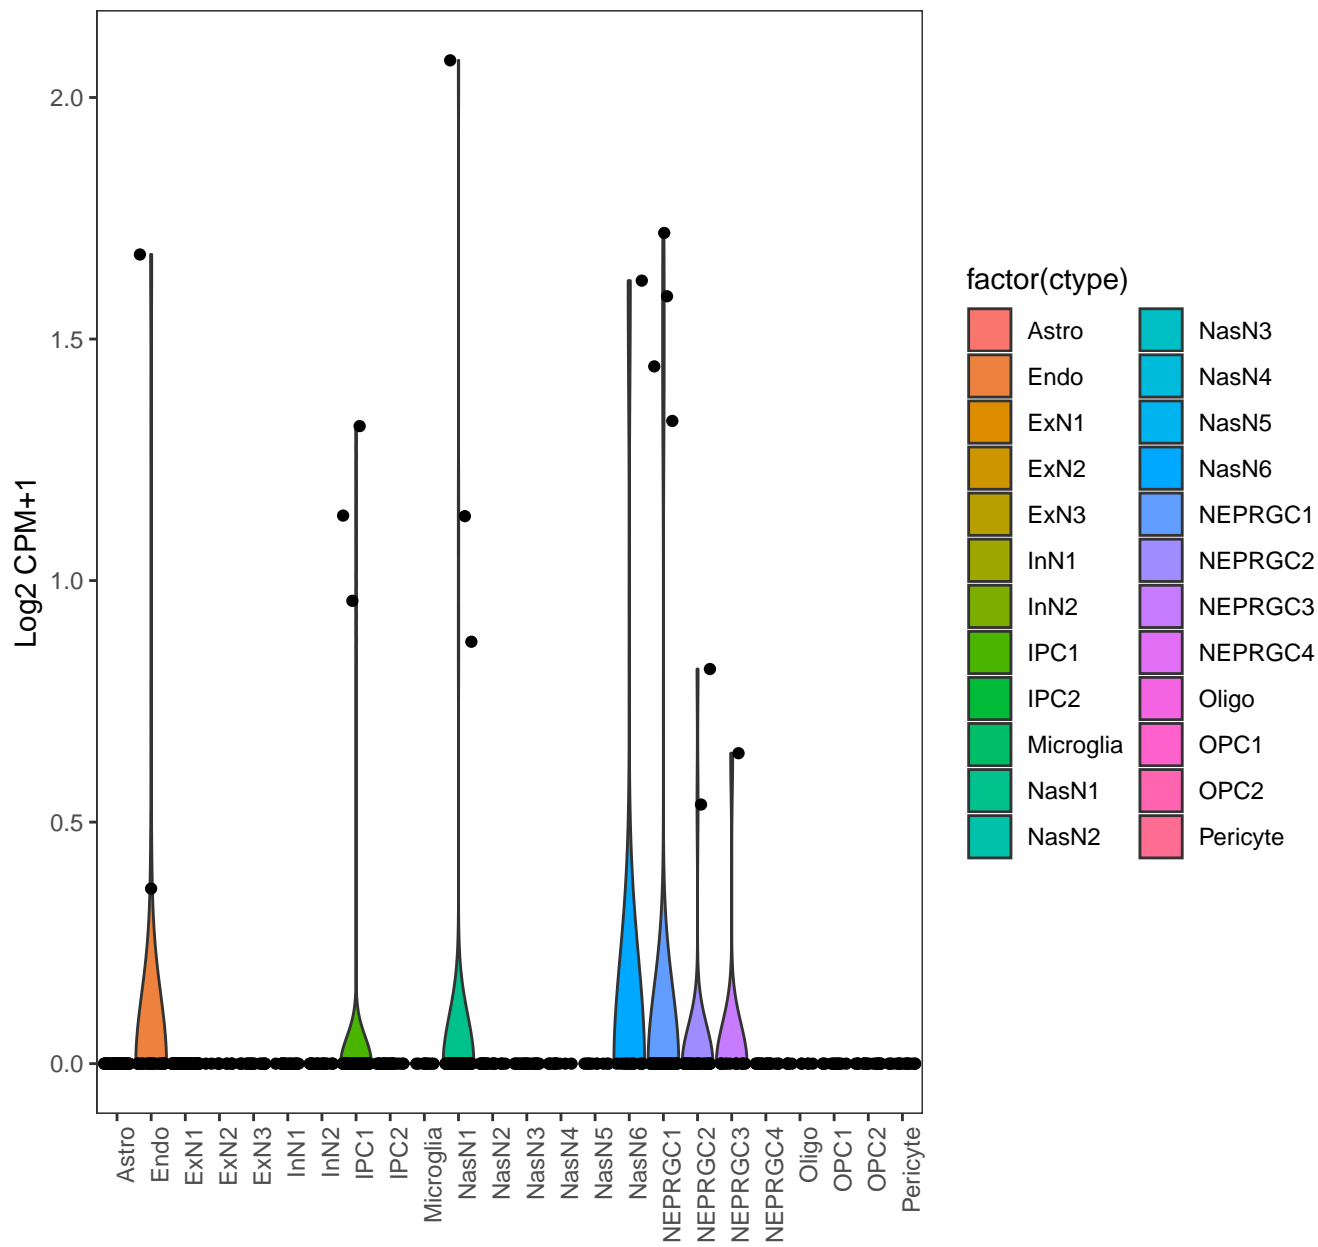 Log2 CPM+1
2.0
1.5
1.0
0.5
0.0
Astro
Endo
ExN1
ExN2
ExN3
InN1
InN2
IPC1
IPC2
Microglia
NasN1
NasN2
NasN3
NasN4
NasN5
NasN6
NEPRGC1
NEPRGC2
NEPRGC3
NEPRGC4
Oligo
OPC1
OPC2
Pericyte
factor(ctype)
Astro
Endo
ExN1
ExN2
ExN3
InN1
InN2
IPC1
IPC2
Microglia
NasN1
NasN2
NasN3
NasN4
NasN5
NasN6
NEPRGC1
NEPRGC2
NEPRGC3
NEPRGC4
Oligo
OPC1
OPC2
Pericyte